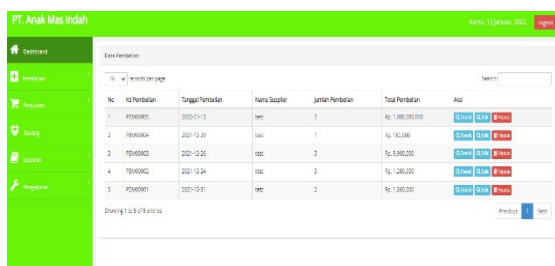 PT. Anak Mas Indah
Kamis, 13 Januari 2022 Logout
Dashboard
Pembelian
Penjualan
Barang
Laporan
Pengaturan
Data Pembelian
10 records per page Search:
No Kd Pembelian Tanggal Pembelian Nama Supplier Jumlah Pembelian Total Pembelian Aksi
1 PBM00005 2022-01-12 test 2 Rp. 1,000,000,000 Detail Edit Hapus
2 PBM00004 2021-12-29 test 1 Rp. 180,000 Detail Edit Hapus
3 PBM00003 2021-12-26 test 3 Rp. 9,900,000 Detail Edit Hapus
4 PBM00002 2021-12-24 test 3 Rp. 1,280,000 Detail Edit Hapus
5 PBM00001 2021-12-31 test 2 Rp. 1,260,000 Detail Edit Hapus
Showing 1 to 5 of 5 entries
Previous 1 Next